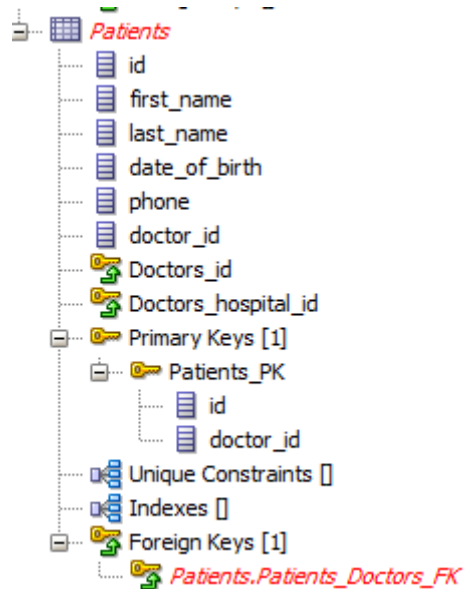 Patients
id
first_name
last_name
date_of_birth
phone
doctor_id
Doctors_id
Doctors_hospital_id
Primary Keys [1]
Patients_PK
id
doctor_id
Unique Constraints []
Indexes []
Foreign Keys [1]
Patients.Patients_Doctors_FK